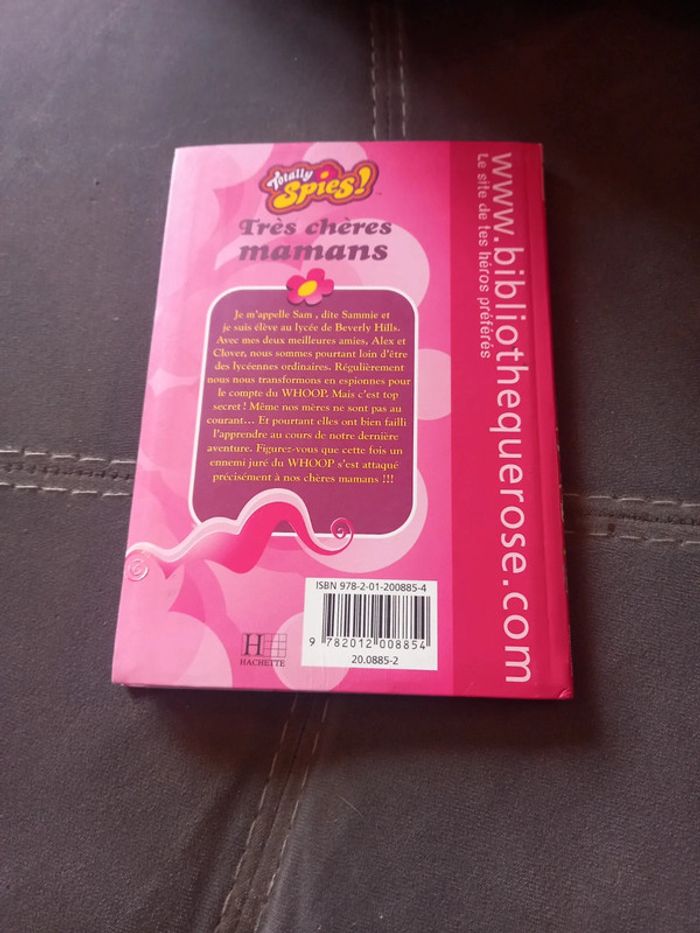 Totally
Spies!
Très chères
mamans
Je m'appelle Sam , dite Sammie et
je suis élève au lycée de Beverly Hills.
Avec mes deux meilleures amies, Alex et
Clover, nous sommes pourtant loin d'être
des lycéennes ordinaires. Régulièrement
nous nous transformons en espionnes pour
le compte du WHOOP. Mais c'est top
secret ! Même nos mères ne sont pas au
courant... Et pourtant elles ont bien failli
l'apprendre au cours de notre dernière
aventure. Figurez-vous que cette fois un
ennemi juré du WHOOP s'est attaqué
précisément à nos chères mamans !!!
www.bibliothequerose.com
Le site de tes héros préférés
ISBN 978-2-01-200885-4
9 782012 008854
20.0885-2
H
HACHETTE